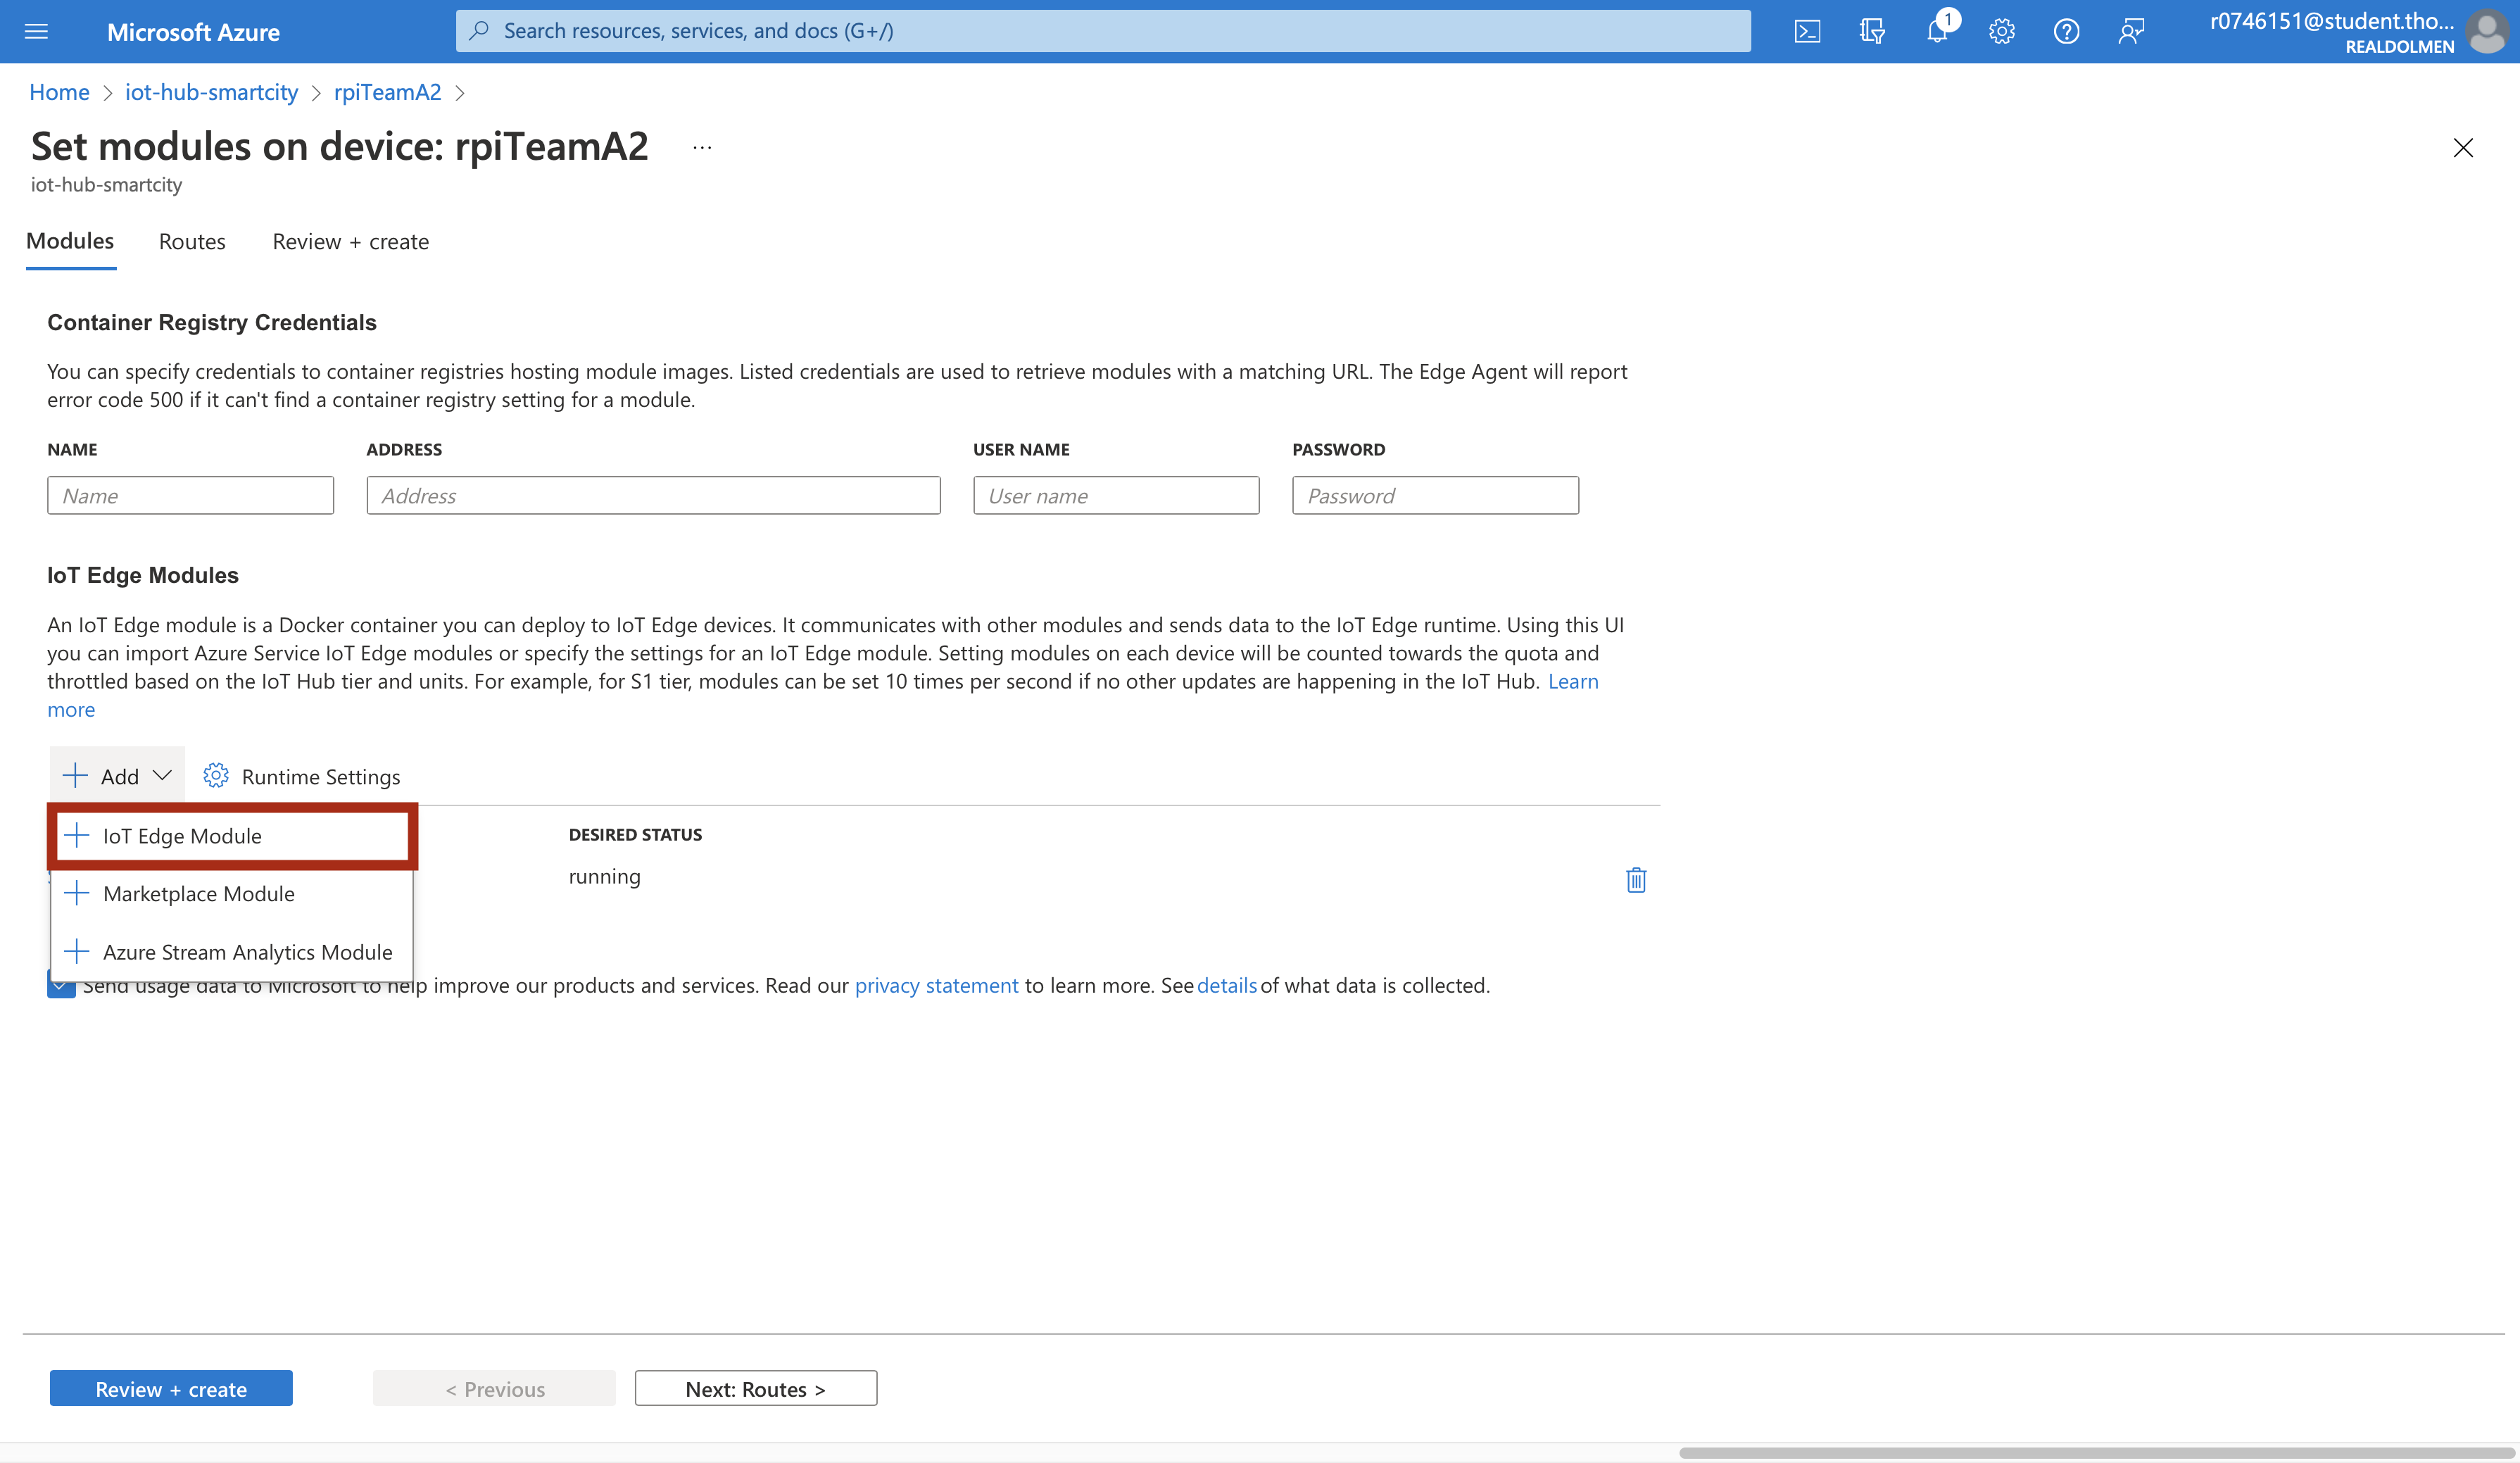 Microsoft Azure
Search resources, services, and docs (G+/)
1
r0746151@student.tho...
REALDOLMEN
Home > iot-hub-smartcity > rpiTeamA2 >
Set modules on device: rpiTeamA2 ...
iot-hub-smartcity
Modules Routes Review + create
Container Registry Credentials
You can specify credentials to container registries hosting module images. Listed credentials are used to retrieve modules with a matching URL. The Edge Agent will report
error code 500 if it can't find a container registry setting for a module.
NAME ADDRESS USER NAME PASSWORD
Name Address User name Password
IoT Edge Modules
An IoT Edge module is a Docker container you can deploy to IoT Edge devices. It communicates with other modules and sends data to the IoT Edge runtime. Using this UI
you can import Azure Service IoT Edge modules or specify the settings for an IoT Edge module. Setting modules on each device will be counted towards the quota and
throttled based on the IoT Hub tier and units. For example, for S1 tier, modules can be set 10 times per second if no other updates are happening in the IoT Hub. Learn
more
Add Runtime Settings
IoT Edge Module DESIRED STATUS
running
Marketplace Module
Azure Stream Analytics Module
Send usage data to Microsoft to help improve our products and services. Read our privacy statement to learn more. See details of what data is collected.
Review + create < Previous Next: Routes >